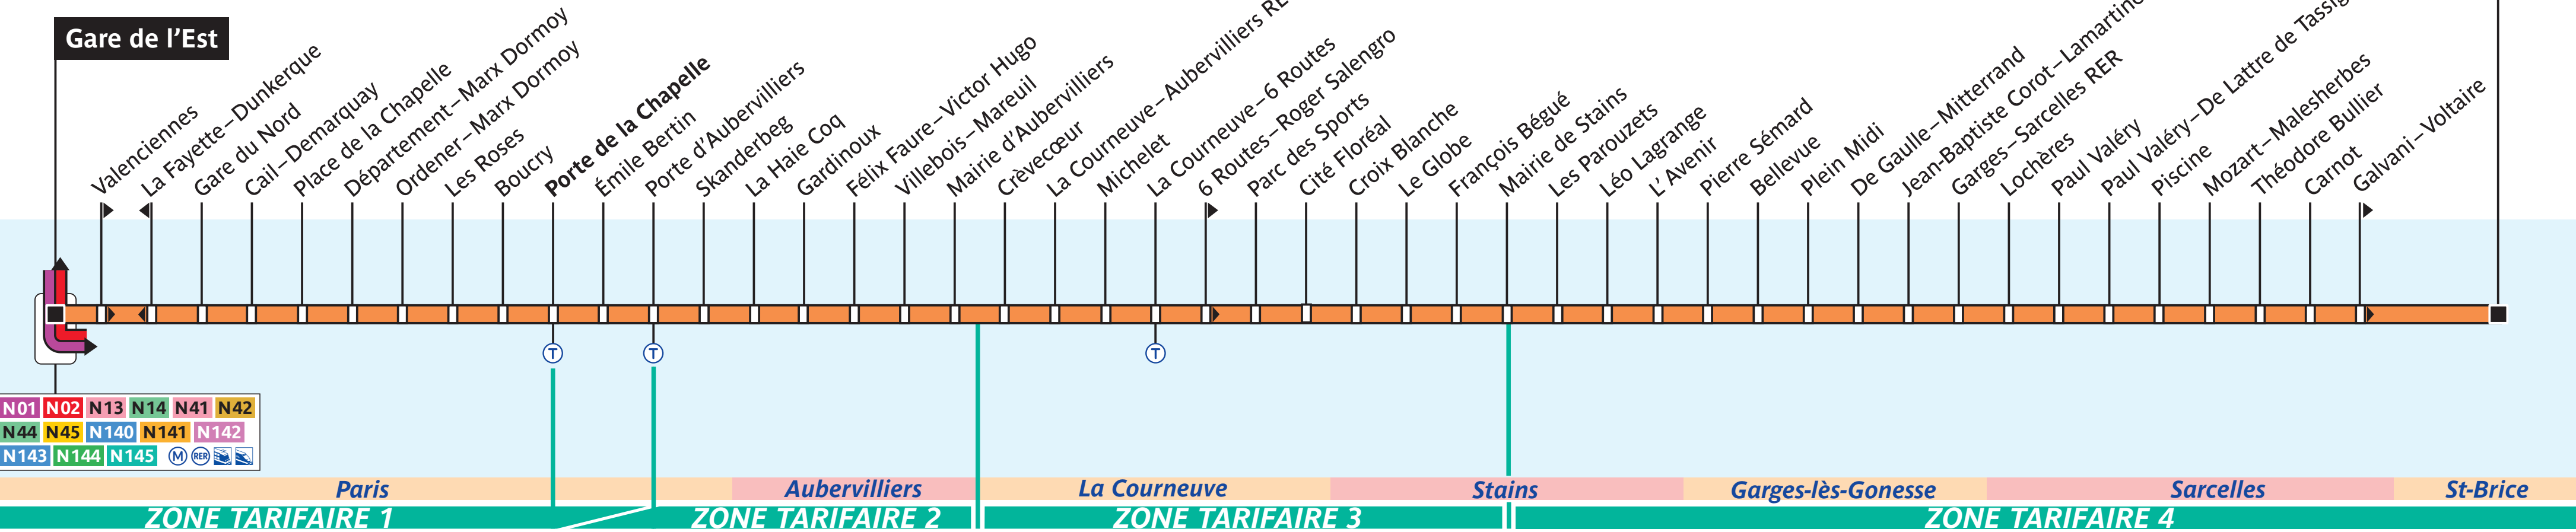 Gare de l'Est
Valenciennes
La Fayette – Dunkerque
Gare du Nord
Cail – Demarquay
Place de la Chapelle
Département – Marx Dormoy
Ordener – Marx Dormoy
Les Roses
Boucry
Porte de la Chapelle
Émile Bertin
Porte d'Aubervilliers
Skanderbeg
La Haie Coq
Gardinoux
Félix Faure – Victor Hugo
Villebois – Mareuil
Mairie d'Aubervilliers
Crèvecœur
La Courneuve – Aubervilliers
Michelet
La Courneuve – 6 Routes
6 Routes – Roger Salengro
Parc des Sports
Cité Floréal
Croix Blanche
Le Globe
François Bégué
Mairie de Stains
Les Parouzets
Léo Lagrange
L' Avenir
Pierre Sémard
Bellevue
Plein Midi
De Gaulle – Mitterrand
Jean-Baptiste Corot – Lamartine
Garges – Sarcelles RER
Lochères
Paul Valéry
Paul Valéry – De Lattre de
Piscine
Mozart – Malesherbes
Théodore Bullier
Carnot
Galvani – Voltaire
T
T
T
N01 N02 N13 N14 N41 N42
N44 N45 N140 N141 N142
N143 N144 N145 M RER
Paris Aubervilliers La Courneuve Stains Garges-lès-Gonesse Sarcelles St-Brice
ZONE TARIFAIRE 1 ZONE TARIFAIRE 2 ZONE TARIFAIRE 3 ZONE TARIFAIRE 4